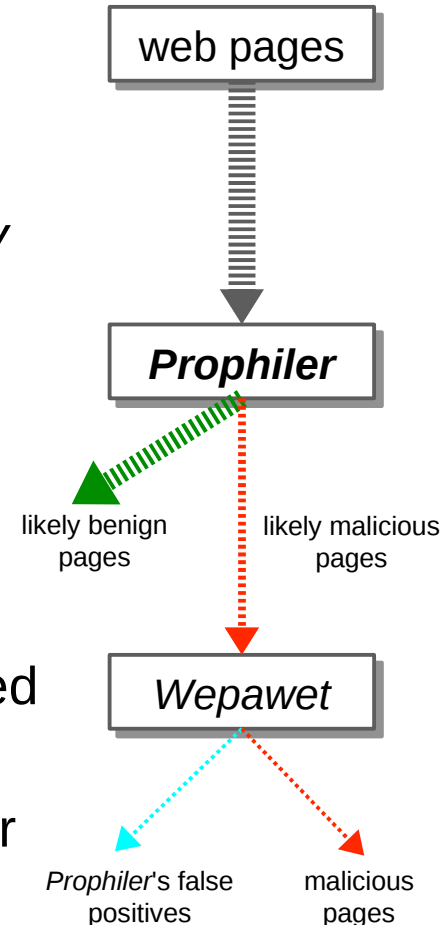 web pages
Prophiler
likely benign
pages
likely malicious
pages
Wepawet
Prophiler's false
positives
malicious
pages